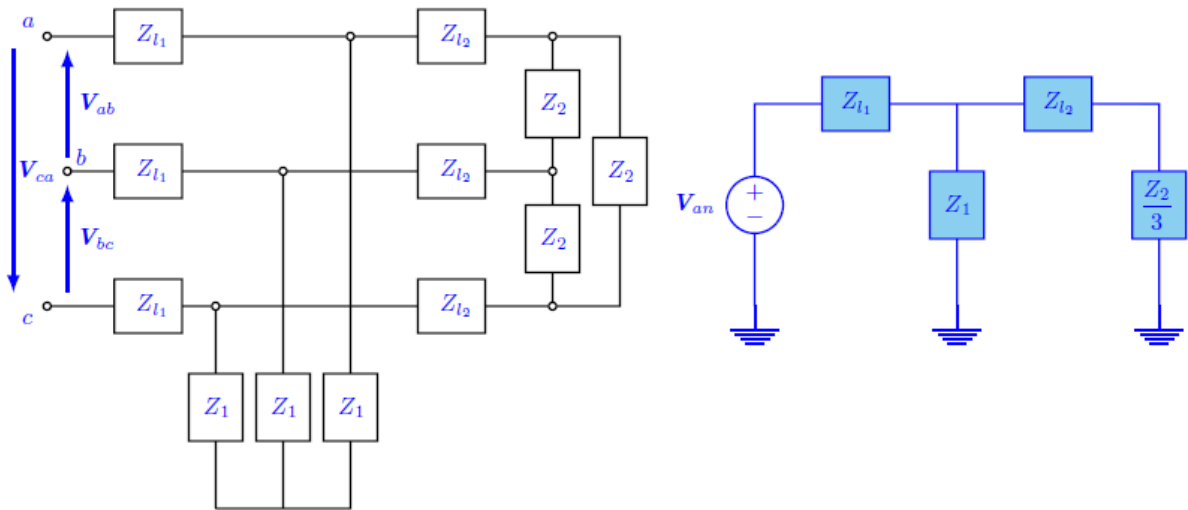 a
Z_{l_1}
Z_{l_2}
V_{ab}
Z_2
Z_{l_1}
Z_{l_2}
b
Z_{l_1}
Z_{l_2}
V_{ca}
Z_2
Z_1
Z_2/3
V_{an}
+
−
V_{bc}
Z_2
Z_{l_1}
Z_{l_2}
c
Z_1
Z_1
Z_1